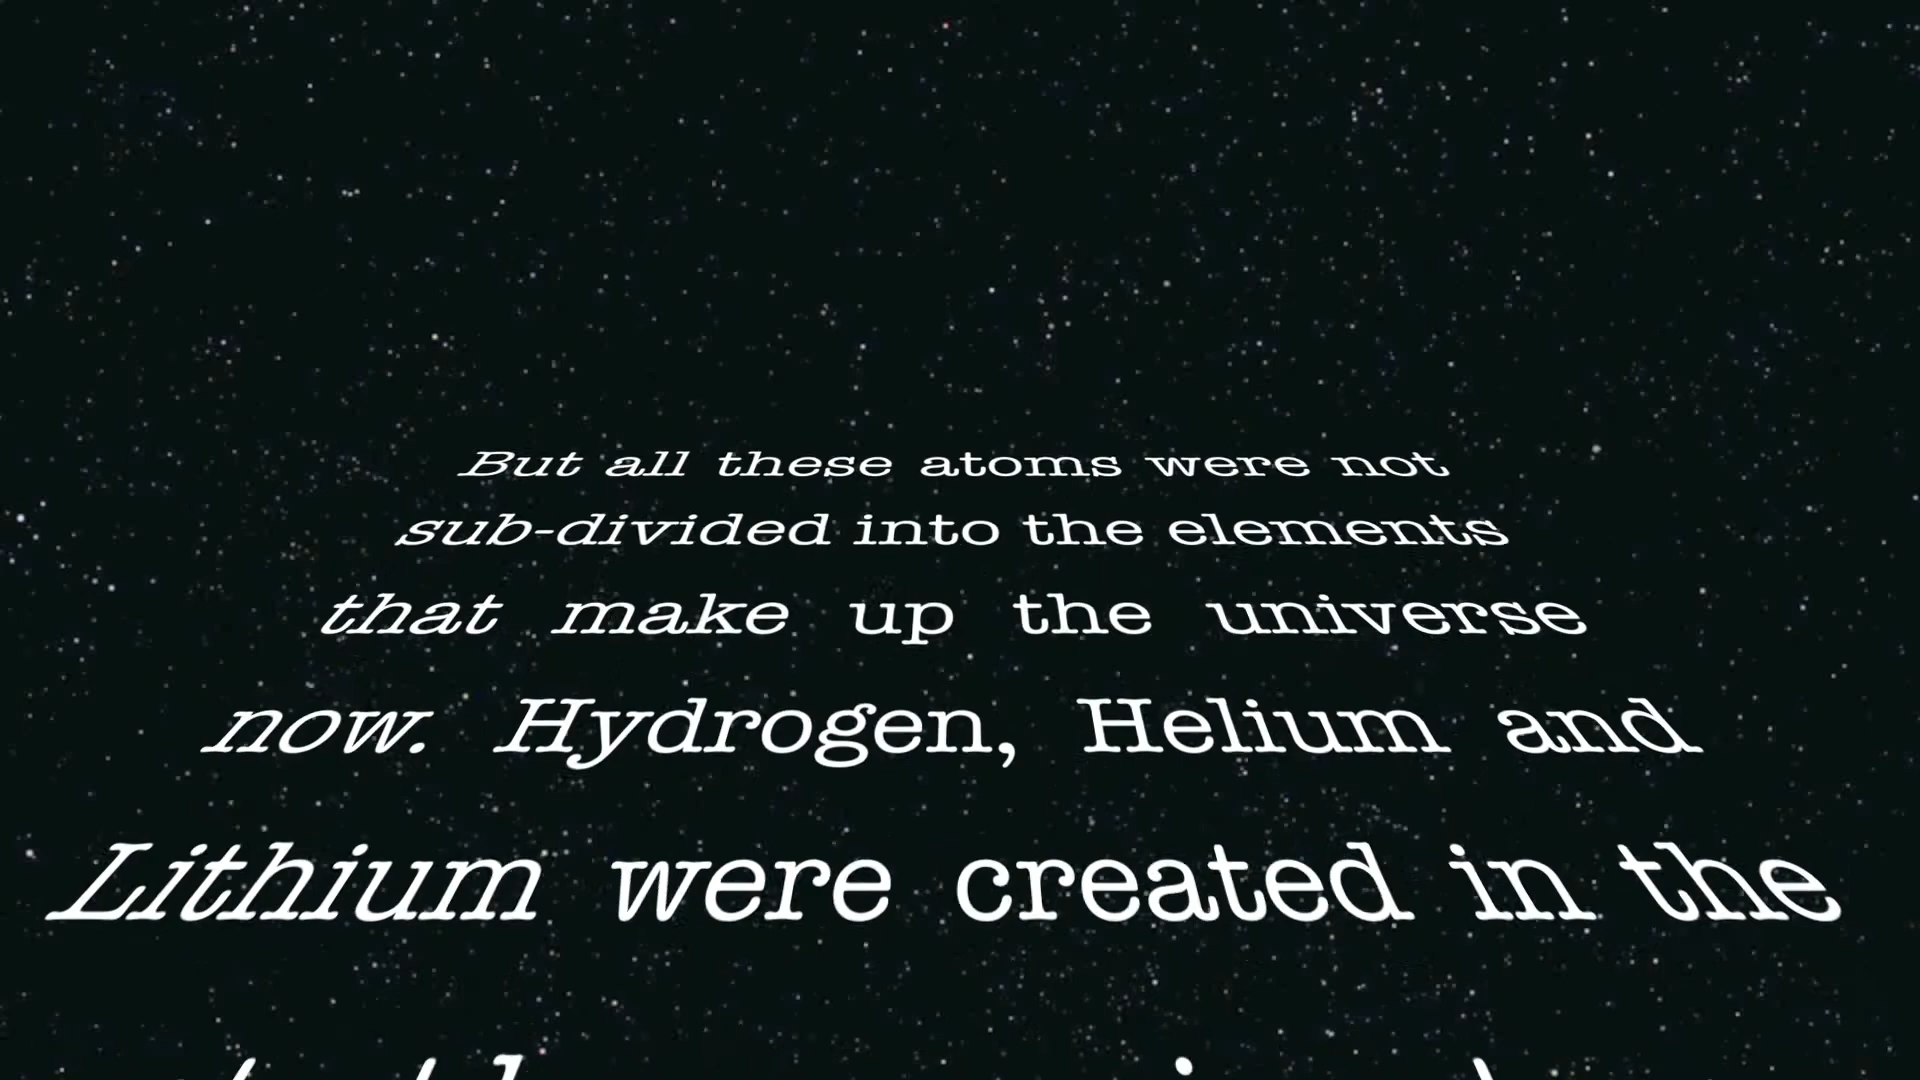 But all these atoms were not
sub-divided into the elements
that make up the universe
now. Hydrogen, Helium and
Lithium were created in the